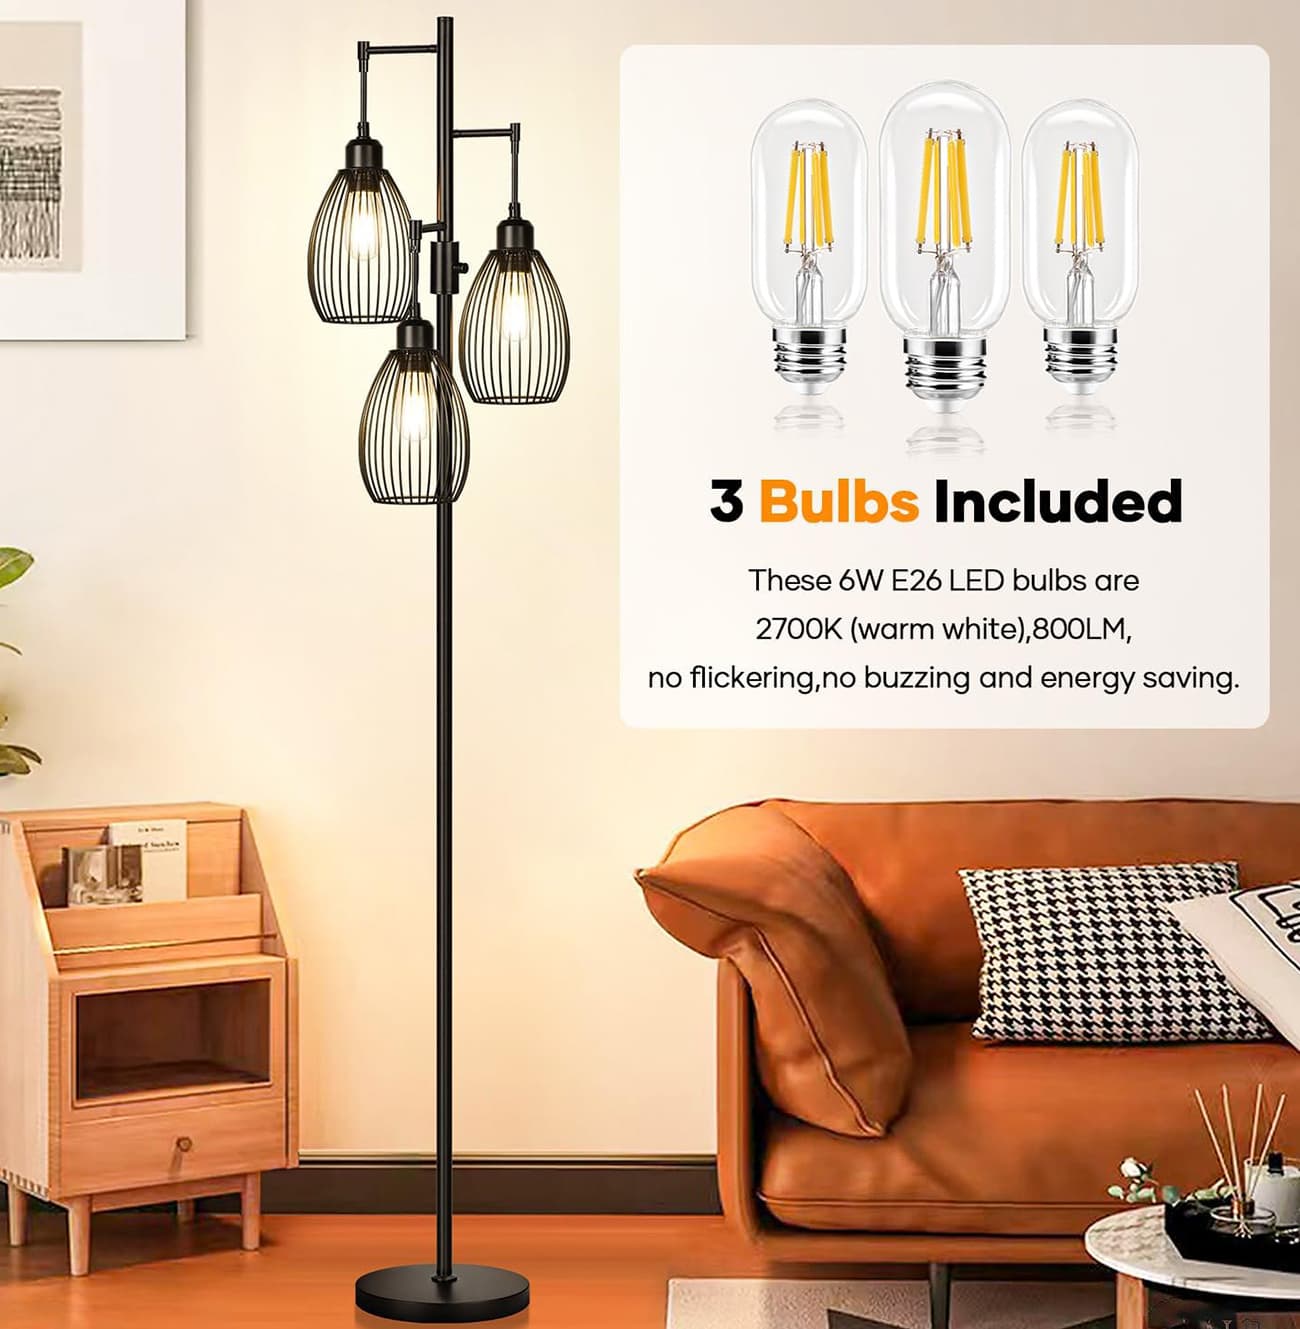 3 Bulbs Included
These 6W E26 LED bulbs are
2700K (warm white),800LM,
no flickering,no buzzing and energy saving.